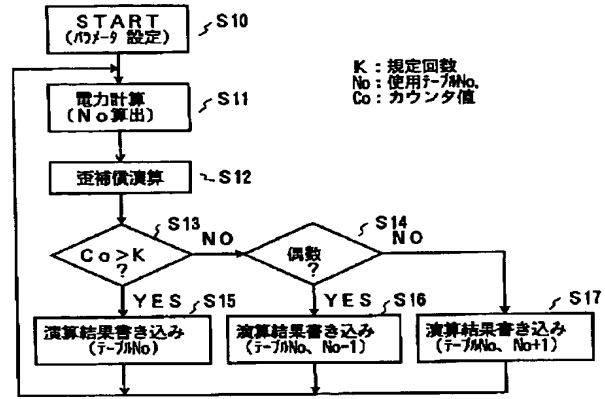 START
(パラメータ 設定)
S10
K:規定回数
No:使用テーブルNo.
Co:カウンタ値
電力計算
(No算出)
S11
歪補償演算
S12
Co>K
?
S13
NO
偶数
?
S14
NO
YES
S15
YES
S16
S17
演算結果書き込み
(テーブルNo)
演算結果書き込み
(テーブルNo、No-1)
演算結果書き込み
(テーブルNo、No+1)